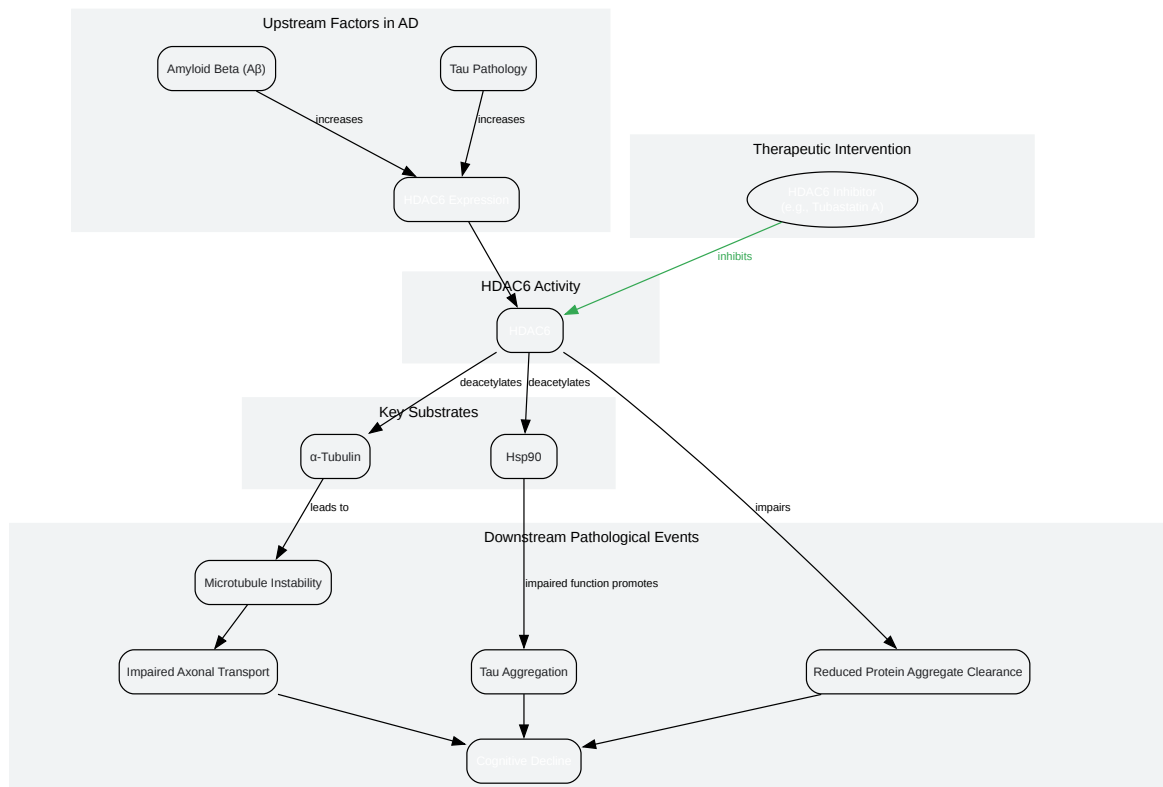 Upstream Factors in AD
Amyloid Beta (Aβ)
Tau Pathology
increases
increases
HDAC6 Expression
Therapeutic Intervention
HDAC6 Inhibitor
(e.g., Tubastatin A)
inhibits
HDAC6 Activity
HDAC6
deacetylates
deacetylates
Key Substrates
α-Tubulin
Hsp90
leads to
impairs
Downstream Pathological Events
Microtubule Instability
impaired function promotes
Impaired Axonal Transport
Tau Aggregation
Reduced Protein Aggregate Clearance
Cognitive Decline